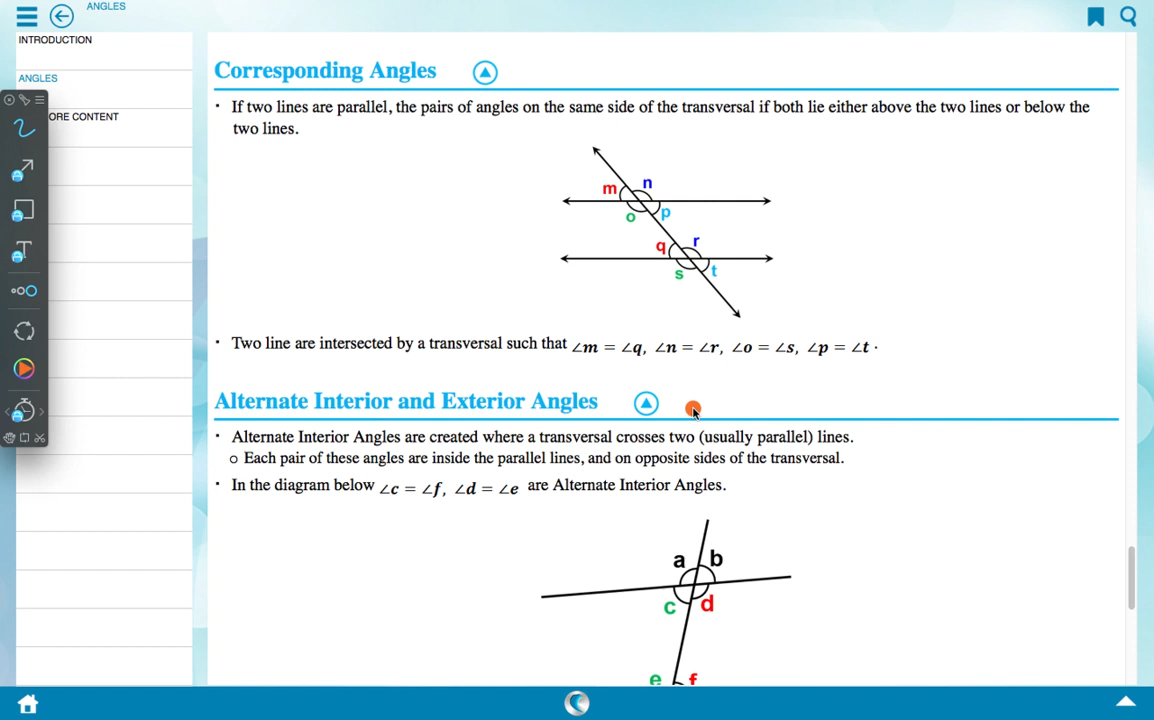 ANGLES
INTRODUCTION
ANGLES
ORE CONTENT
Corresponding Angles
· If two lines are parallel, the pairs of angles on the same side of the transversal if both lie either above the two lines or below the
two lines.
m n
o p
q r
s t
· Two line are intersected by a transversal such that ∠m = ∠q, ∠n = ∠r, ∠o = ∠s, ∠p = ∠t .
Alternate Interior and Exterior Angles
· Alternate Interior Angles are created where a transversal crosses two (usually parallel) lines.
o Each pair of these angles are inside the parallel lines, and on opposite sides of the transversal.
· In the diagram below ∠c = ∠f, ∠d = ∠e are Alternate Interior Angles.
a b
c d
e f